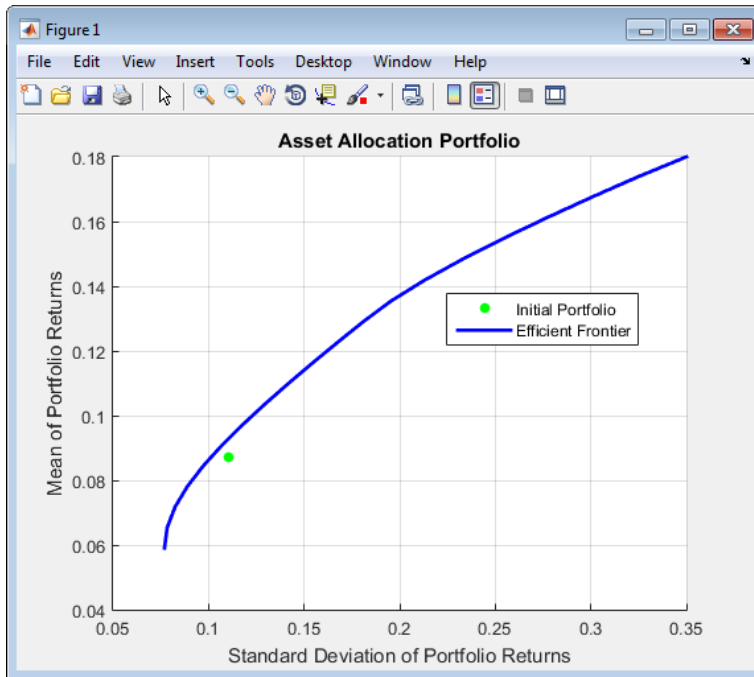 Figure 1
File Edit View Insert Tools Desktop Window Help
Asset Allocation Portfolio
0.18
0.16
0.14
0.12
0.1
0.08
0.06
0.04
Mean of Portfolio Returns
Initial Portfolio
Efficient Frontier
0.05 0.1 0.15 0.2 0.25 0.3 0.35
Standard Deviation of Portfolio Returns